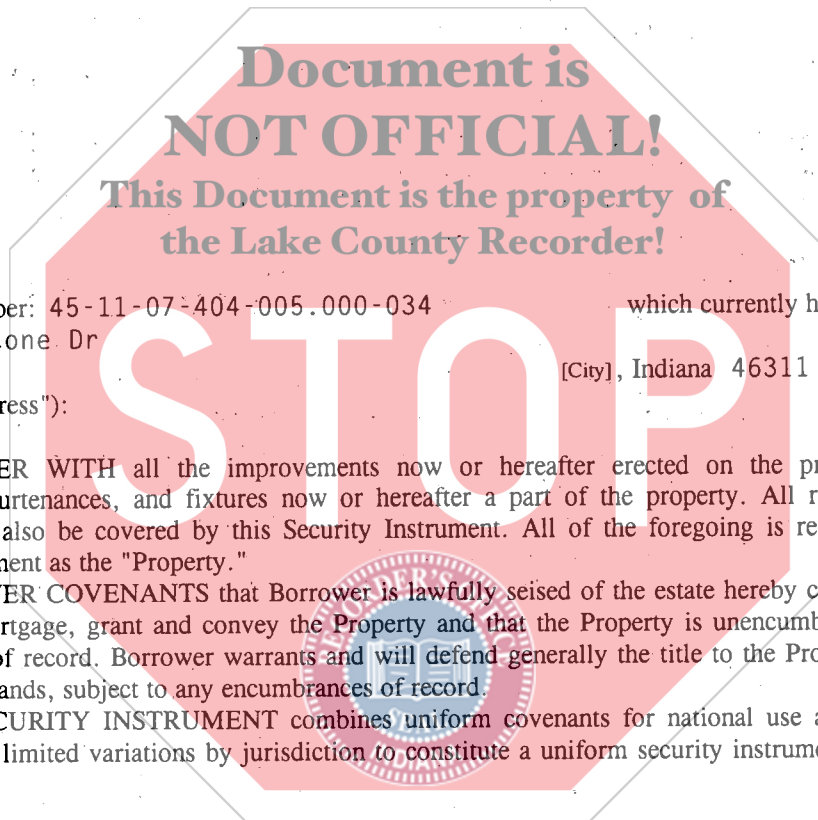 Document is
NOT OFFICIAL!
This Document is the property of
the Lake County Recorder!
ber: 45-11-07-404-005.000-034 which currently h
one Dr
[City], Indiana 46311
ress"):
STOP
ER WITH all the improvements now or hereafter erected on the pr
urtenances, and fixtures now or hereafter a part of the property. All r
also be covered by this Security Instrument. All of the foregoing is re
nent as the "Property."
ER COVENANTS that Borrower is lawfully seised of the estate hereby c
rtgage, grant and convey the Property and that the Property is unencumb
of record. Borrower warrants and will defend generally the title to the Pro
ands, subject to any encumbrances of record.
CURITY INSTRUMENT combines uniform covenants for national use a
limited variations by jurisdiction to constitute a uniform security instrume
SEAL
INDIANA